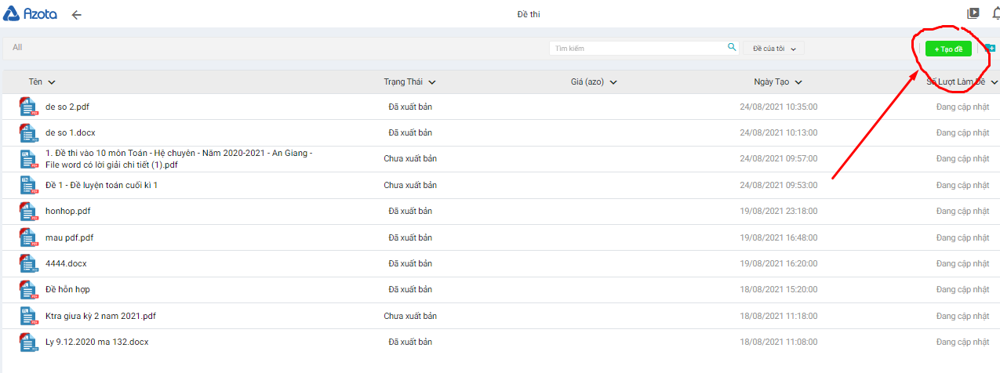 Azota
Đề thi
All
Tìm kiếm
Đề của tôi
+ Tạo đề
Tên
Trạng Thái
Giá (azo)
Ngày Tạo
Số Lượt Làm Đề
de so 2.pdf
Đã xuất bản
24/08/2021 10:35:00
Đang cập nhật
de so 1.docx
Đã xuất bản
24/08/2021 10:13:00
Đang cập nhật
1. Đề thi vào 10 môn Toán - Hệ chuyên - Năm 2020-2021 - An Giang -
File word có lời giải chi tiết (1).pdf
Chưa xuất bản
24/08/2021 09:57:00
Đang cập nhật
Đề 1 - Đề luyện toán cuối kì 1
Chưa xuất bản
24/08/2021 09:53:00
Đang cập nhật
honhop.pdf
Đã xuất bản
19/08/2021 23:18:00
Đang cập nhật
mau pdf.pdf
Đã xuất bản
19/08/2021 16:48:00
Đang cập nhật
4444.docx
Đã xuất bản
19/08/2021 16:20:00
Đang cập nhật
Đề hỗn hợp
Đã xuất bản
18/08/2021 15:20:00
Đang cập nhật
Ktra giưa kỳ 2 nam 2021.pdf
Chưa xuất bản
18/08/2021 11:18:00
Đang cập nhật
Ly 9.12.2020 ma 132.docx
Đã xuất bản
18/08/2021 11:08:00
Đang cập nhật